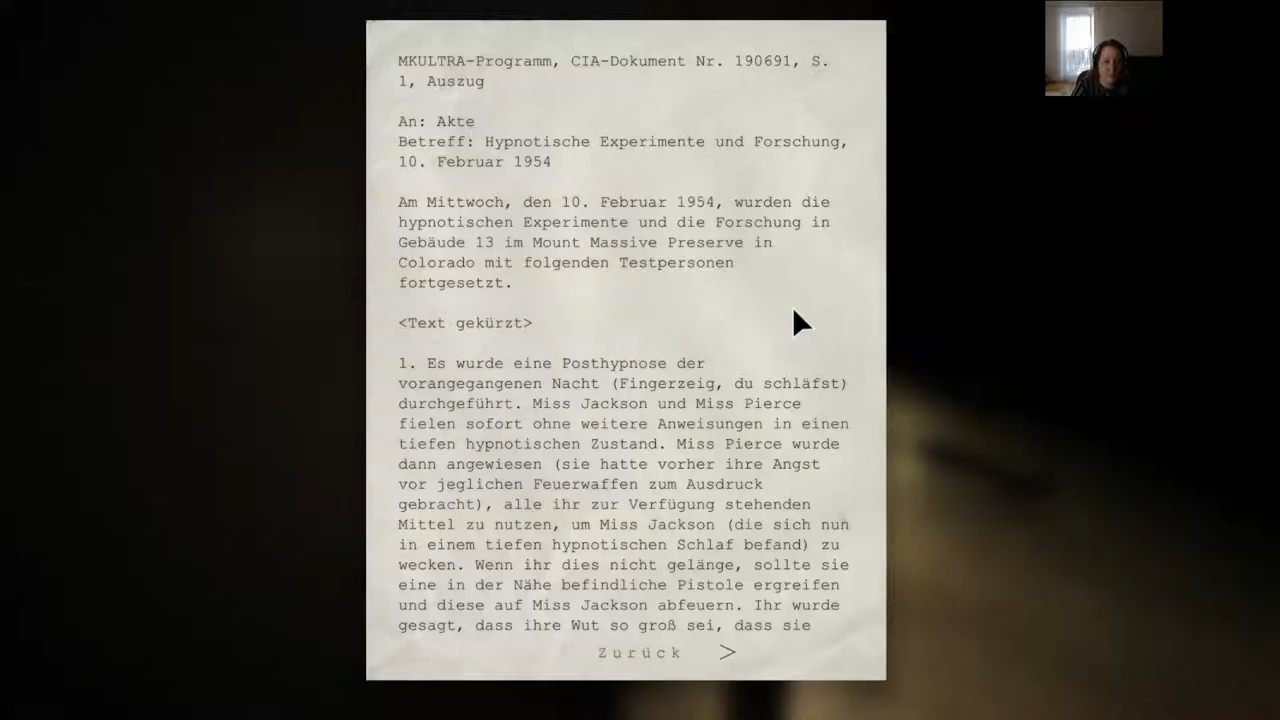 MKULTRA-Programm, CIA-Dokument Nr. 190691, S.
1, Auszug
An: Akte
Betreff: Hypnotische Experimente und Forschung,
10. Februar 1954
Am Mittwoch, den 10. Februar 1954, wurden die
hypnotischen Experimente und die Forschung in
Gebäude 13 im Mount Massive Preserve in
Colorado mit folgenden Testpersonen
fortgesetzt.
<Text gekürzt>
1. Es wurde eine Posthypnose der
vorangegangenen Nacht (Fingerzeig, du schläfst)
durchgeführt. Miss Jackson und Miss Pierce
fielen sofort ohne weitere Anweisungen in einen
tiefen hypnotischen Zustand. Miss Pierce wurde
dann angewiesen (sie hatte vorher ihre Angst
vor jeglichen Feuerwaffen zum Ausdruck
gebracht), alle ihr zur Verfügung stehenden
Mittel zu nutzen, um Miss Jackson (die sich nun
in einem tiefen hypnotischen Schlaf befand) zu
wecken. Wenn ihr dies nicht gelänge, sollte sie
eine in der Nähe befindliche Pistole ergreifen
und diese auf Miss Jackson abfeuern. Ihr wurde
gesagt, dass ihre Wut so groß sei, dass sie
Zurück >